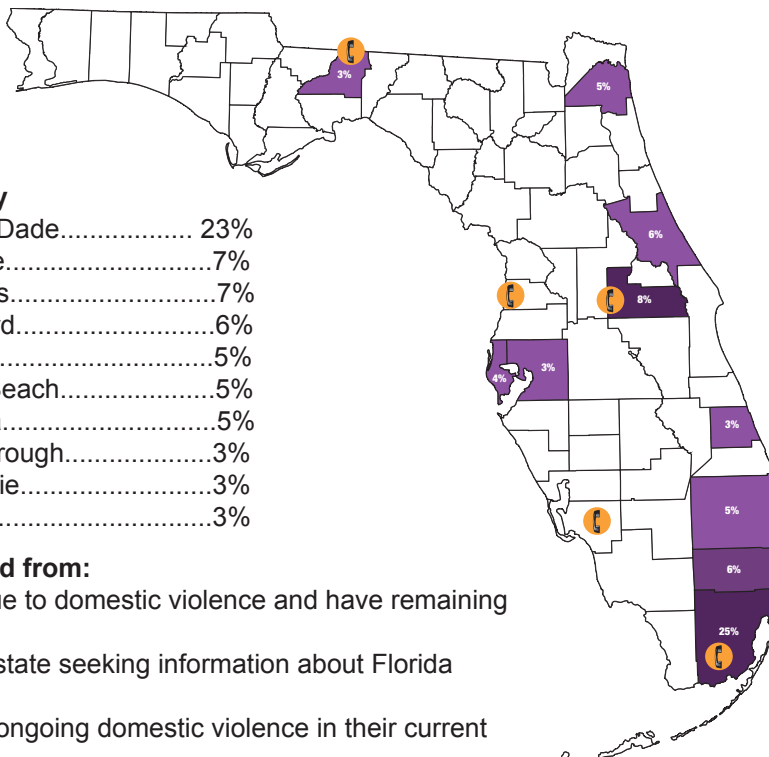 y
Dade................. 23%
e...............................7%
s...............................7%
rd..............................6%
..................................5%
Beach.......................5%
a................................5%
rough......................3%
ie.............................3%
.................................3%
d from:
ue to domestic violence and have remaining
state seeking information about Florida
ongoing domestic violence in their current
3%
5%
6%
8%
3%
4%
3%
5%
6%
25%